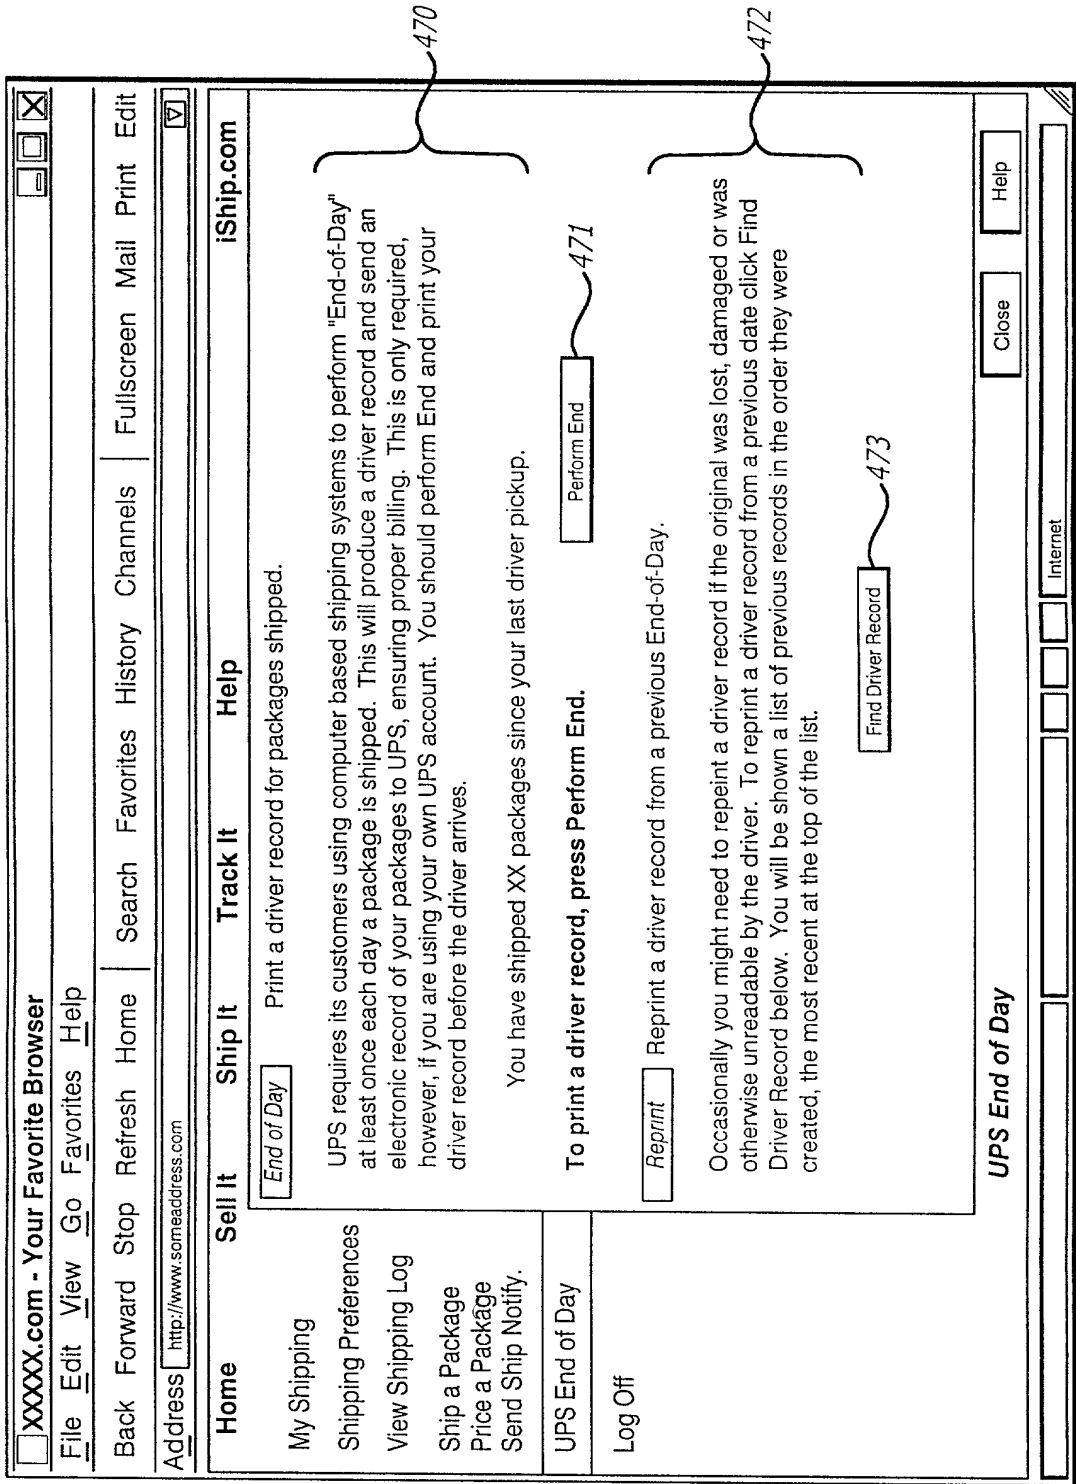 XXXXX.com - Your Favorite Browser
File Edit View Go Favorites Help
Back Forward Stop Refresh Home Search Favorites History Channels Fullscreen Mail Print Edit
Address http://www.someaddress.com
Home Sell It Ship It Track It Help iShip.com
My Shipping
Shipping Preferences
View Shipping Log
Ship a Package
Price a Package
Send Ship Notify.
UPS End of Day
Log Off
End of Day Print a driver record for packages shipped.
UPS requires its customers using computer based shipping systems to perform "End-of-Day"
at least once each day a package is shipped. This will produce a driver record and send an
electronic record of your packages to UPS, ensuring proper billing. This is only required,
however, if you are using your own UPS account. You should perform End and print your
driver record before the driver arrives.
470
You have shipped XX packages since your last driver pickup.
To print a driver record, press Perform End.
Perform End
471
Reprint Reprint a driver record from a previous End-of-Day.
Occasionally you might need to repeint a driver record if the original was lost, damaged or was
otherwise unreadable by the driver. To reprint a driver record from a previous date click Find
Driver Record below. You will be shown a list of previous records in the order they were
created, the most recent at the top of the list.
472
Find Driver Record
473
UPS End of Day
Close
Help
Internet